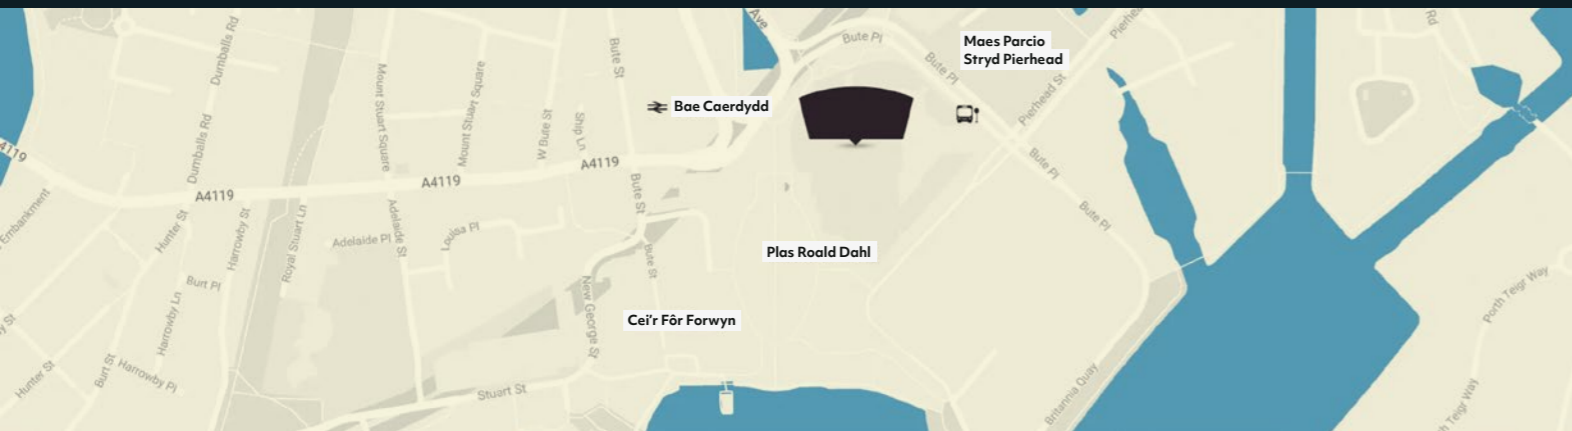 Ave
Rd
Dumballs Rd
Bute St
Bute Pl
Maes Parcio
Stryd Pierhead
Bute Pl
Pierhead St
Mount Stuart Square
Mount Stuart Square
W Bute St
Ship Ln
Bae Caerdydd
Dumballs Rd
A4119
A4119
A4119
A4119
Bute St
Bute Pl
Bute Pl
Embankment
Hunter St
Harrowby St
Royal Stuart Ln
Adelaide Pl
Adelaide St
Louisa Pl
Bute St
Plas Roald Dahl
Burt Pl
Harrowby Ln
New George St
Cei'r Fôr Forwyn
Porth Teigr Way
Hunter St
Burt St
Harrowby Pl
Stuart St
Britannia Quay
Teigr Way